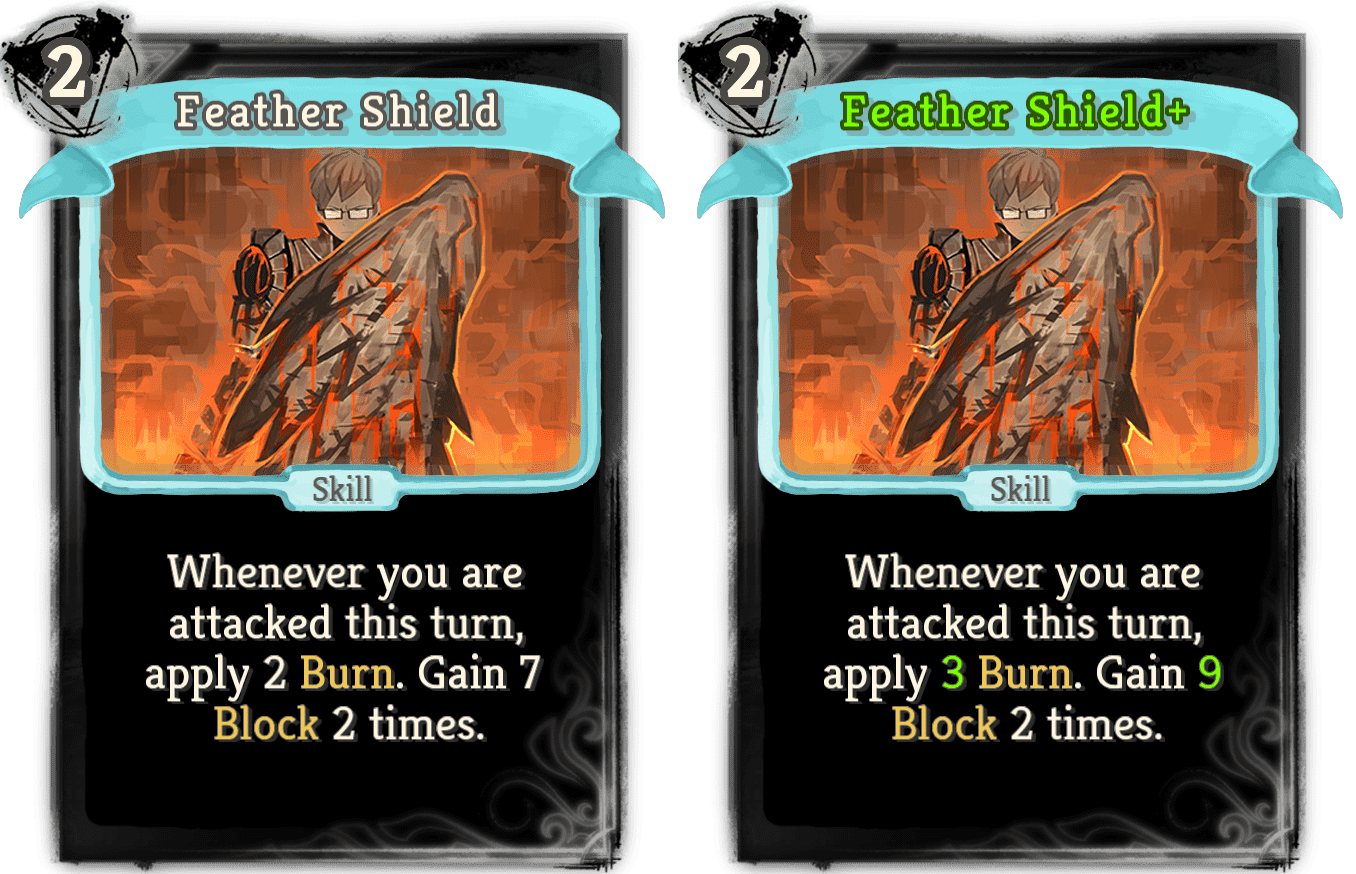 2
Feather Shield
Skill
Whenever you are
attacked this turn,
apply 2 Burn. Gain 7
Block 2 times.
2
Feather Shield+
Skill
Whenever you are
attacked this turn,
apply 3 Burn. Gain 9
Block 2 times.